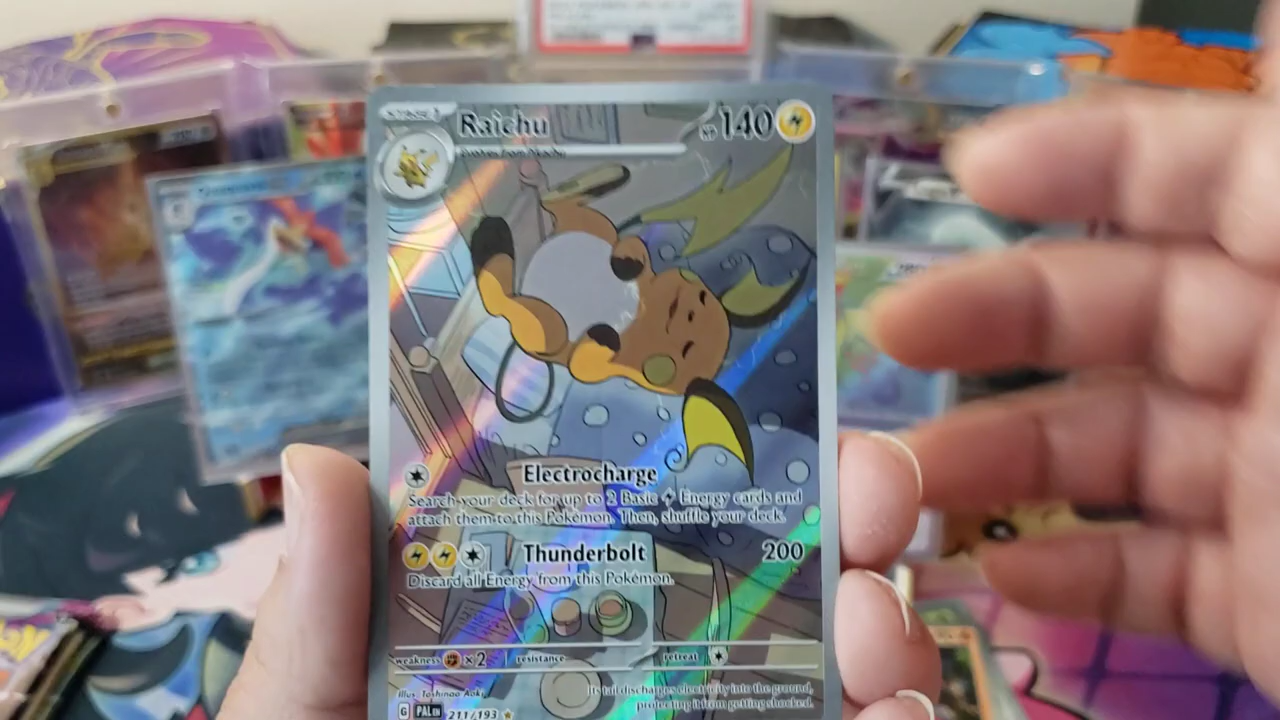 STAGE 1
Raichu
HP 140
Evolves from Pikachu
Electrocharge
Search your deck for up to 2 Basic Energy cards and
attach them to this Pokémon. Then, shuffle your deck.
Thunderbolt 200
Discard all Energy from this Pokémon.
weakness ×2 resistance retreat
Illus. Toshinao Aoki
Its tail discharges electricity into the ground,
protecting it from getting shocked.
G PAL EN 211/193